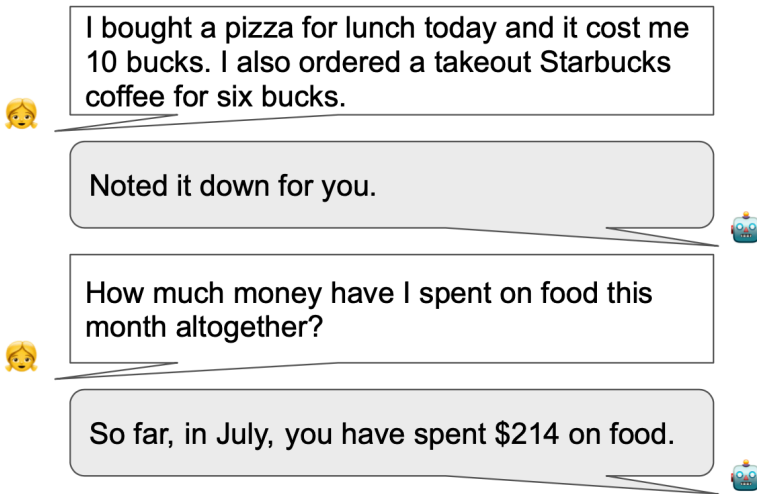 I bought a pizza for lunch today and it cost me
10 bucks. I also ordered a takeout Starbucks
coffee for six bucks.
Noted it down for you.
How much money have I spent on food this
month altogether?
So far, in July, you have spent $214 on food.